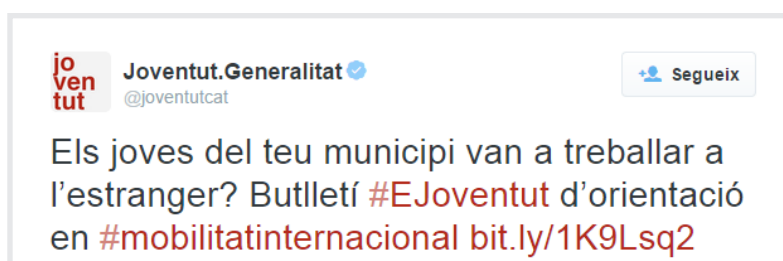 jo
ven
tut
Joventut.Generalitat
@joventutcat
Segueix
Els joves del teu municipi van a treballar a
l'estranger? Butlletí #EJoventut d'orientació
en #mobilitatinternacional bit.ly/1K9Lsq2